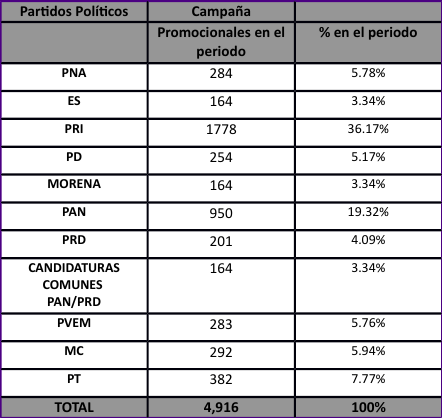 Partidos Políticos Campaña
Promocionales en el periodo % en el periodo
PNA 284 5.78%
ES 164 3.34%
PRI 1778 36.17%
PD 254 5.17%
MORENA 164 3.34%
PAN 950 19.32%
PRD 201 4.09%
CANDIDATURAS COMUNES PAN/PRD 164 3.34%
PVEM 283 5.76%
MC 292 5.94%
PT 382 7.77%
TOTAL 4,916 100%